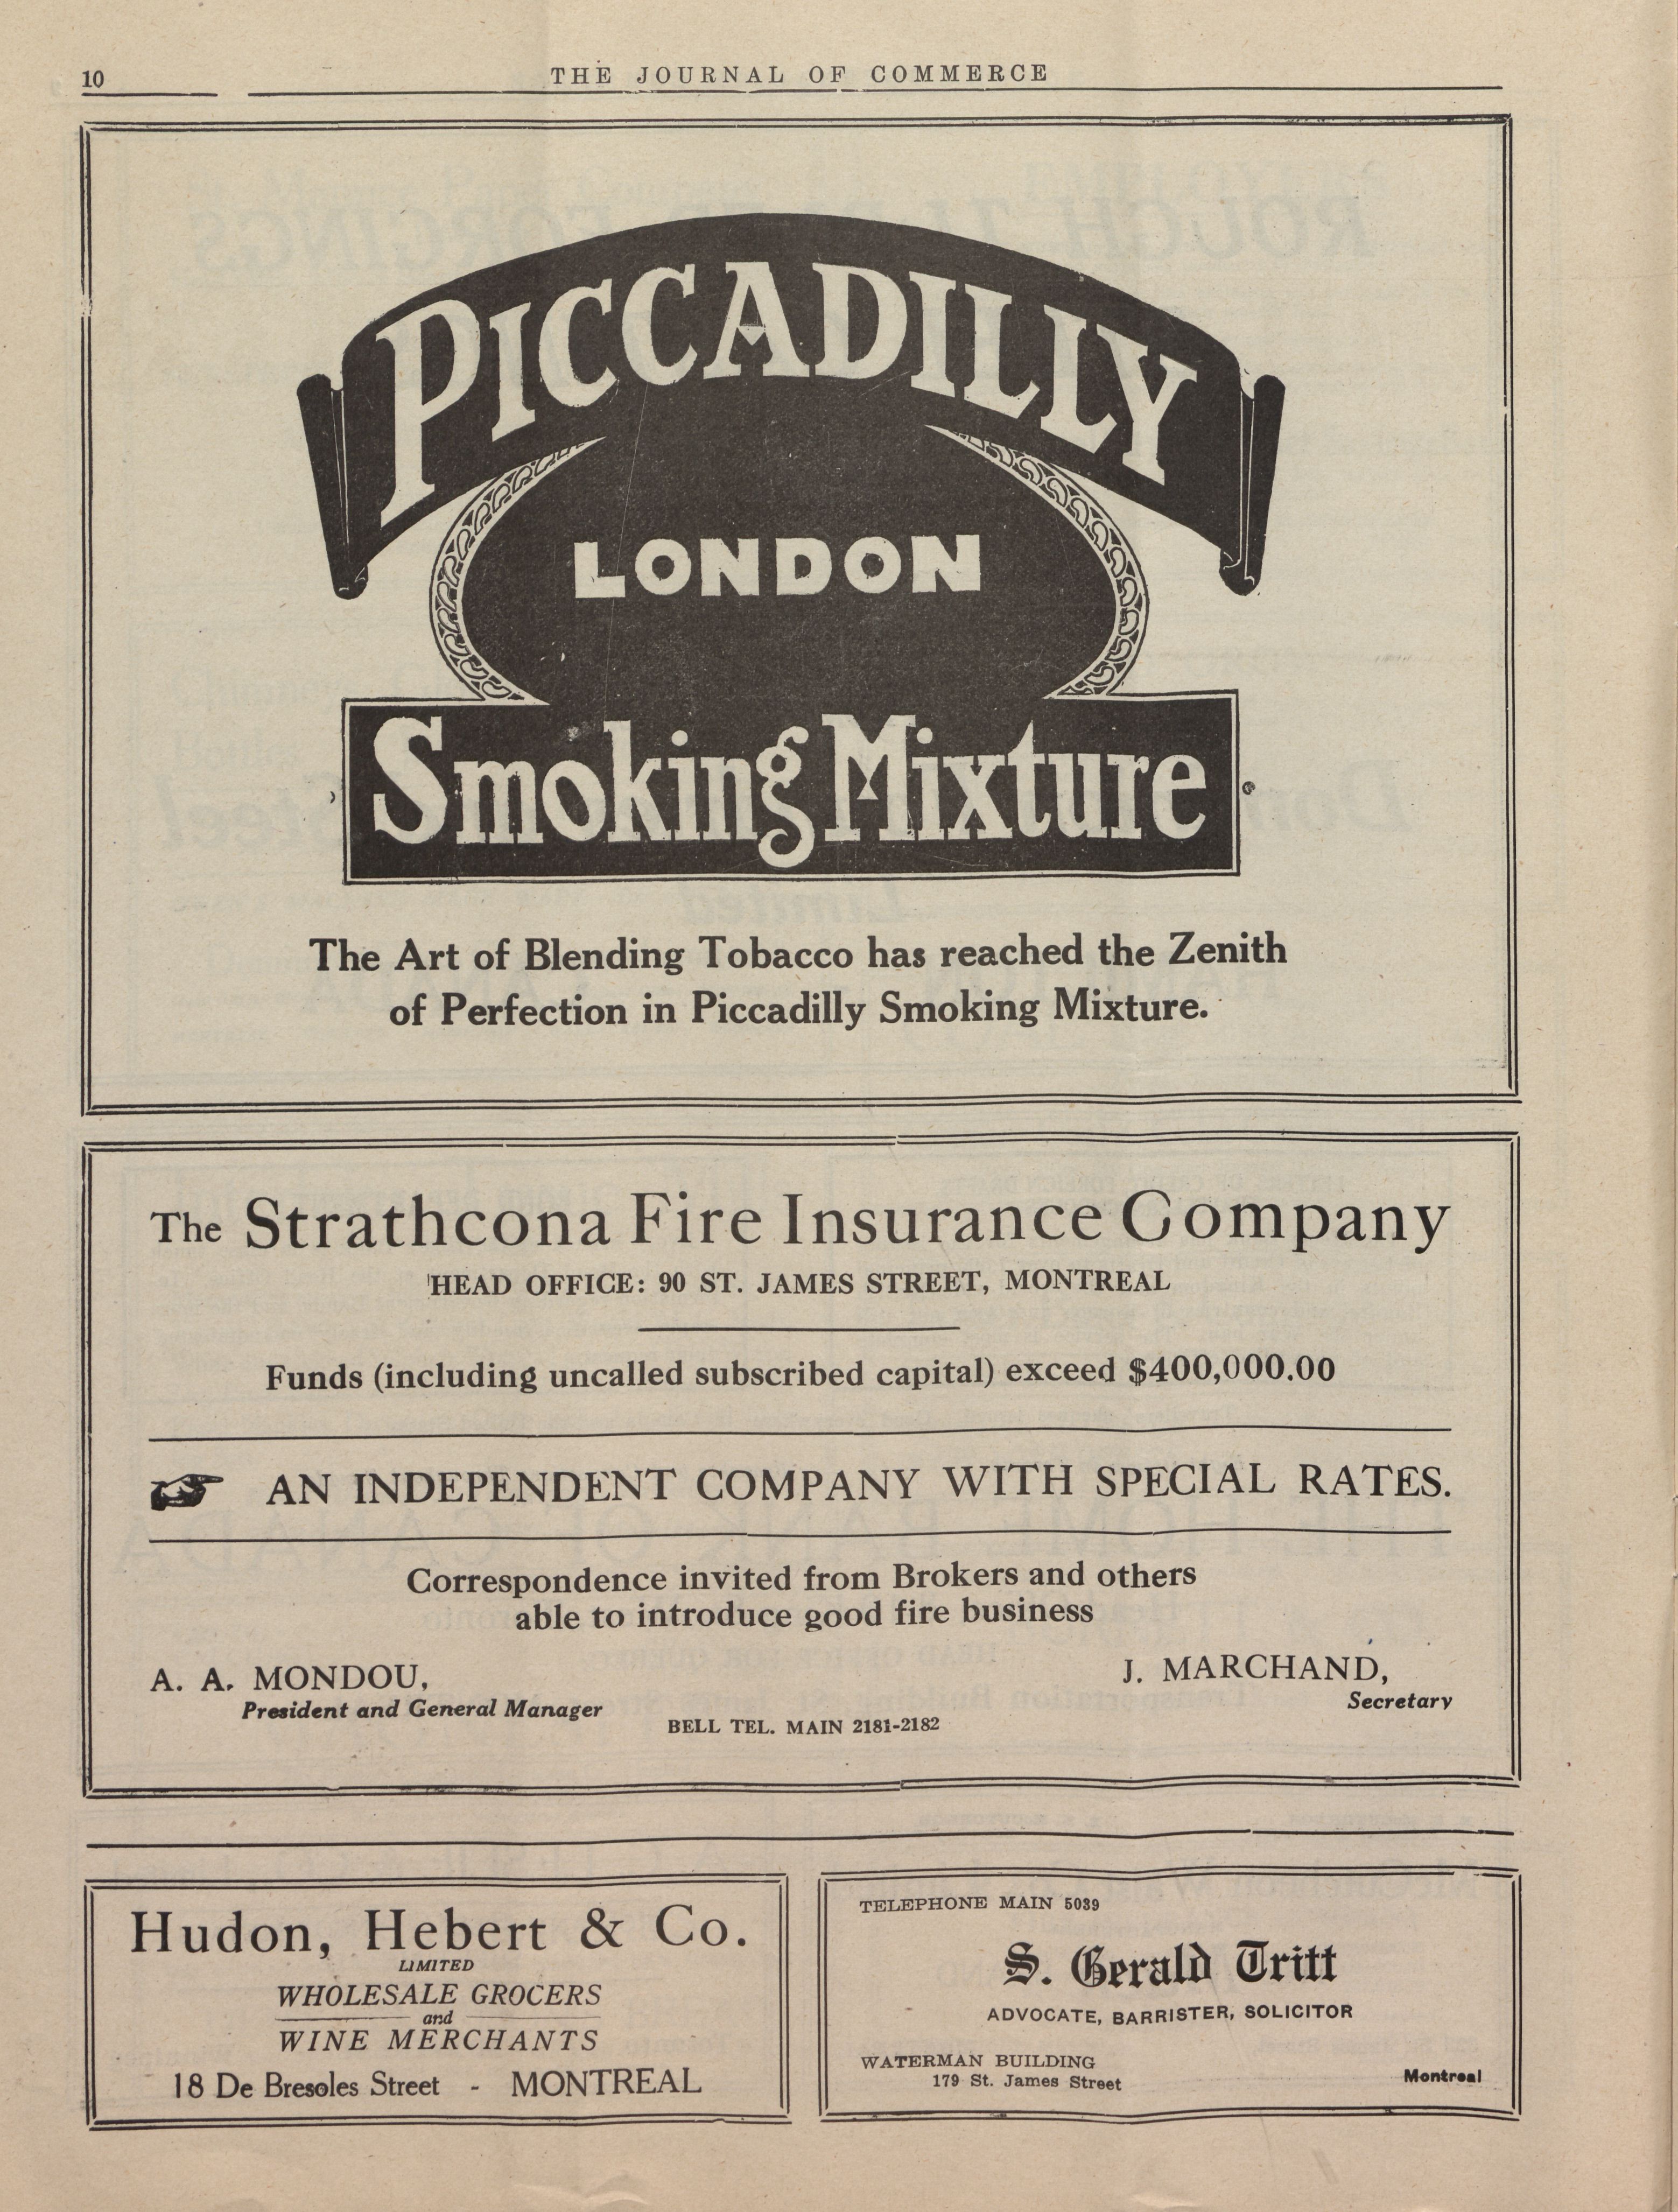 10
THE JOURNAL OF COMMERCE
PICCADILLY
LONDON
Smoking Mixture
The Art of Blending Tobacco has reached the Zenith
of Perfection in Piccadilly Smoking Mixture.
The Strathcona Fire Insurance Company
HEAD OFFICE: 90 ST. JAMES STREET, MONTREAL
Funds (including uncalled subscribed capital) exceed $400,000.00
AN INDEPENDENT COMPANY WITH SPECIAL RATES.
Correspondence invited from Brokers and others
able to introduce good fire business
A. A. MONDOU,
President and General Manager
J. MARCHAND,
Secretary
BELL TEL. MAIN 2181-2182
Hudon, Hebert & Co.
LIMITED
WHOLESALE GROCERS
and
WINE MERCHANTS
18 De Bresoles Street - MONTREAL
TELEPHONE MAIN 5039
S. Gerald Tritt
ADVOCATE, BARRISTER, SOLICITOR
WATERMAN BUILDING
179 St. James Street
Montreal